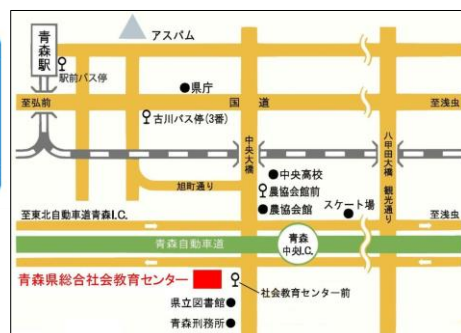 アスパム
青森駅
駅前バス停
県庁
至弘前
国道
至浅虫
古川バス停(3番)
中央大橋
八甲田大橋
観光通り
中央高校
旭町通り
農協会館前
スケート場
農協会館
至東北自動車道青森I.C.
至浅虫
青森自動車道
青森
中央I.C.
青森県総合社会教育センター
社会教育センター前
県立図書館
青森刑務所